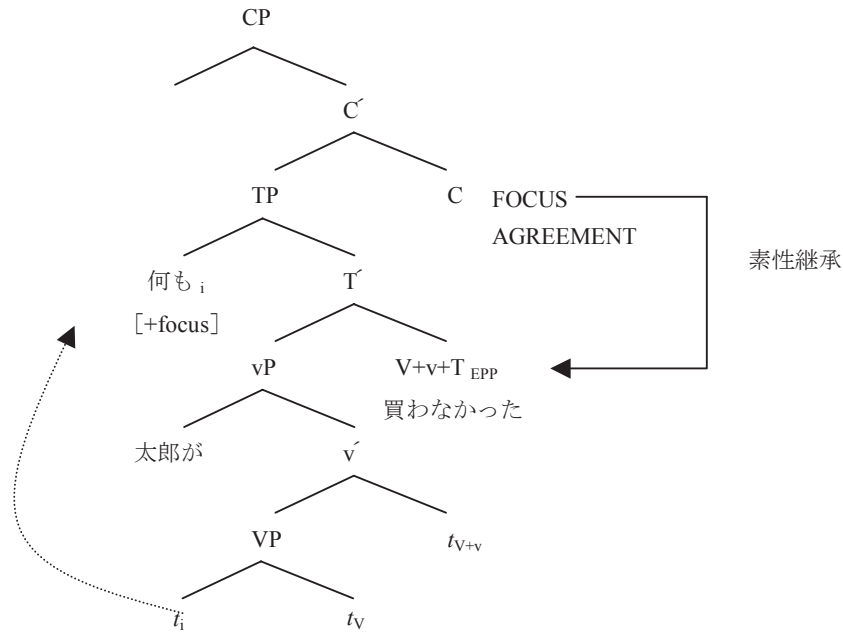 CP
C´
TP C FOCUS
AGREEMENT
素性継承
何も i T´
[+focus]
vP V+v+T EPP
買わなかった
太郎が v´
VP tV+v
ti tV